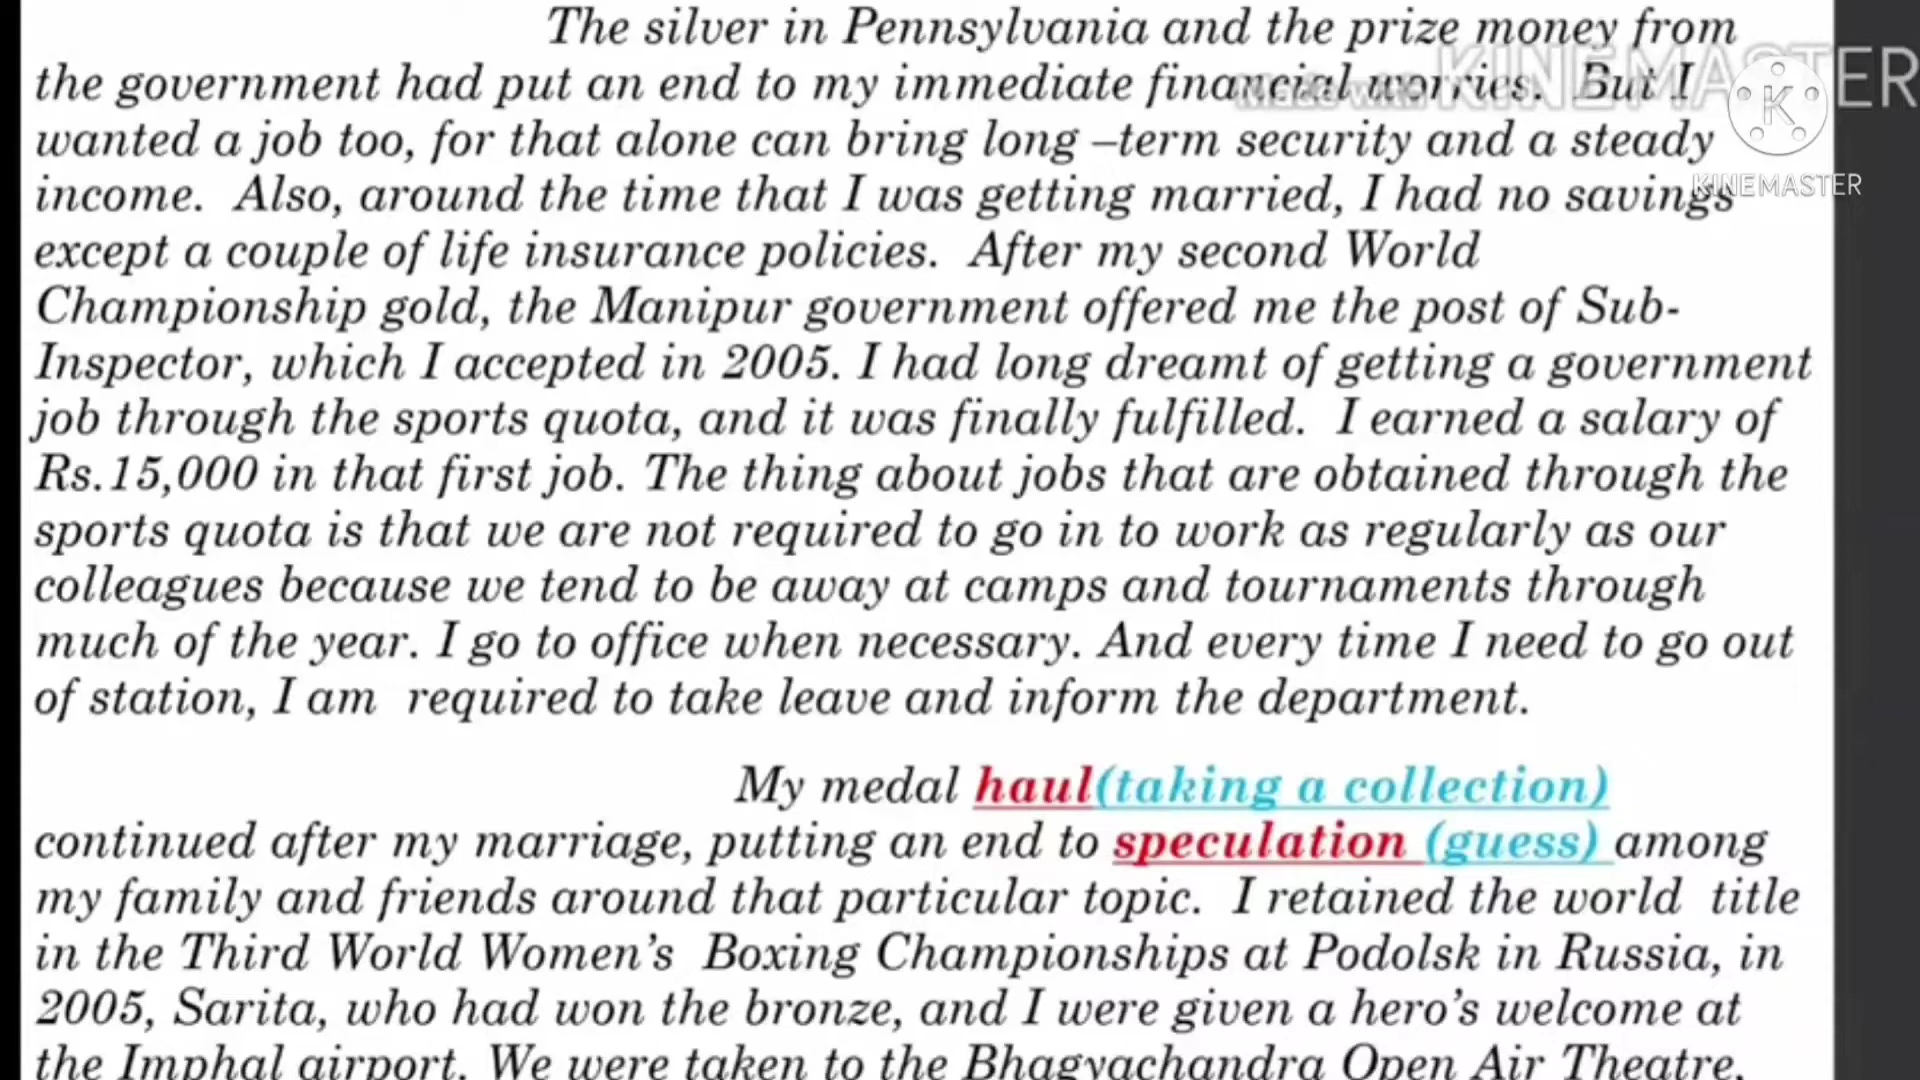 The silver in Pennsylvania and the prize money from
the government had put an end to my immediate financial worries. But I
wanted a job too, for that alone can bring long –term security and a steady
income. Also, around the time that I was getting married, I had no savings
except a couple of life insurance policies. After my second World
Championship gold, the Manipur government offered me the post of Sub-
Inspector, which I accepted in 2005. I had long dreamt of getting a government
job through the sports quota, and it was finally fulfilled. I earned a salary of
Rs.15,000 in that first job. The thing about jobs that are obtained through the
sports quota is that we are not required to go in to work as regularly as our
colleagues because we tend to be away at camps and tournaments through
much of the year. I go to office when necessary. And every time I need to go out
of station, I am required to take leave and inform the department.
My medal haul(taking a collection)
continued after my marriage, putting an end to speculation (guess) among
my family and friends around that particular topic. I retained the world title
in the Third World Women's Boxing Championships at Podolsk in Russia, in
2005, Sarita, who had won the bronze, and I were given a hero's welcome at
the Imphal airport. We were taken to the Bhagyachandra Open Air Theatre,
Made with KINEMASTER
K
KINEMASTER